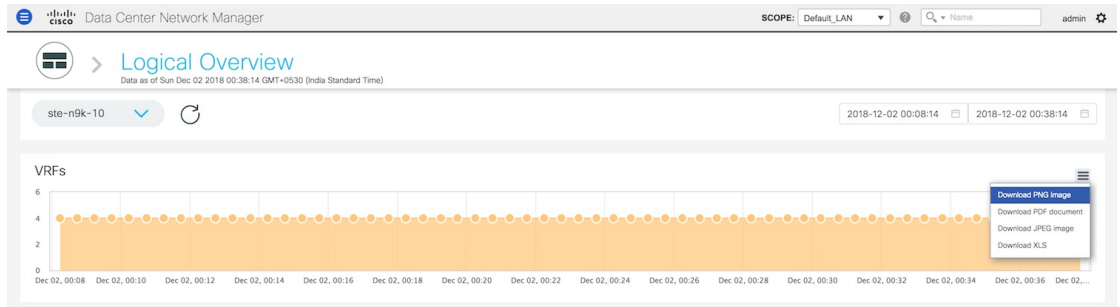 cisco Data Center Network Manager SCOPE: Default_LAN Name admin
Logical Overview
Data as of Sun Dec 02 2018 00:38:14 GMT+0530 (India Standard Time)
ste-n9k-10 2018-12-02 00:08:14 2018-12-02 00:38:14
VRFs
Download PNG image
Download PDF document
Download JPEG image
Download XLS
6
4
2
0
Dec 02, 00:08 Dec 02, 00:10 Dec 02, 00:12 Dec 02, 00:14 Dec 02, 00:16 Dec 02, 00:18 Dec 02, 00:20 Dec 02, 00:22 Dec 02, 00:24 Dec 02, 00:26 Dec 02, 00:28 Dec 02, 00:30 Dec 02, 00:32 Dec 02, 00:34 Dec 02, 00:36 Dec 02,...